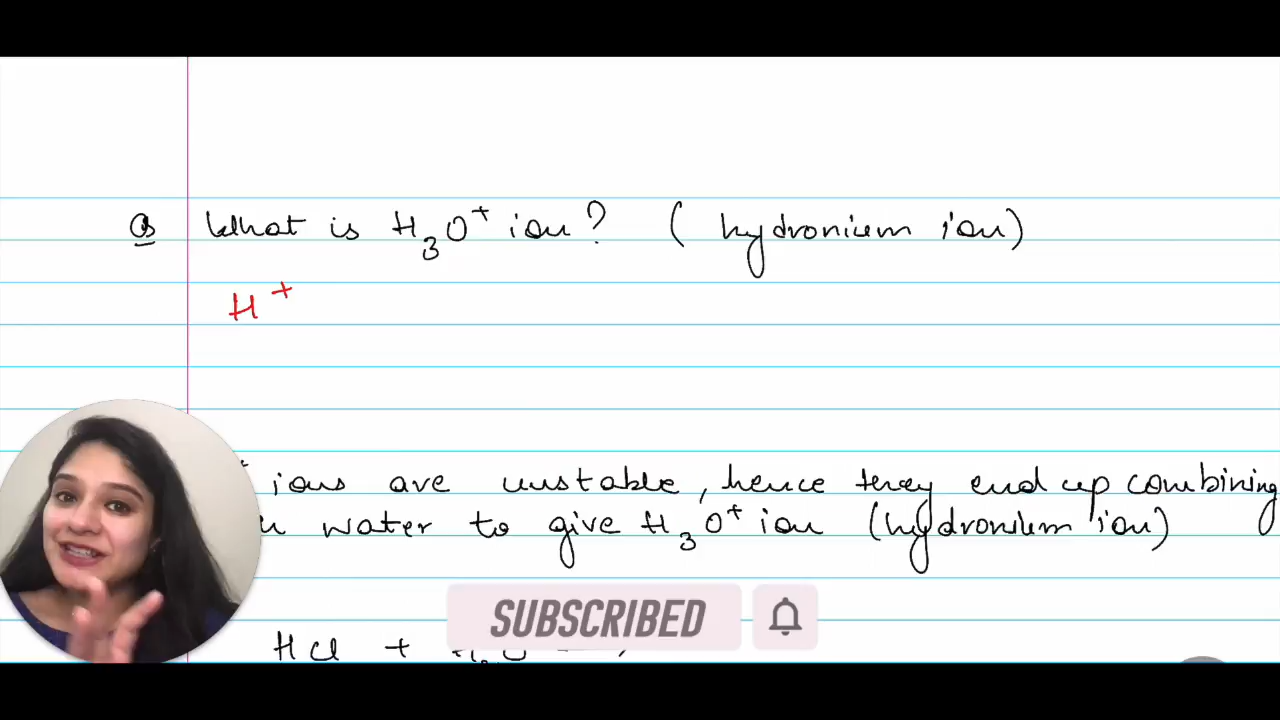 Q What is H₃O⁺ ion? (hydronium ion)
H⁺
ions are unstable, hence they end up combining
water to give H₃O⁺ ion (hydronium ion)
SUBSCRIBED
HCl +